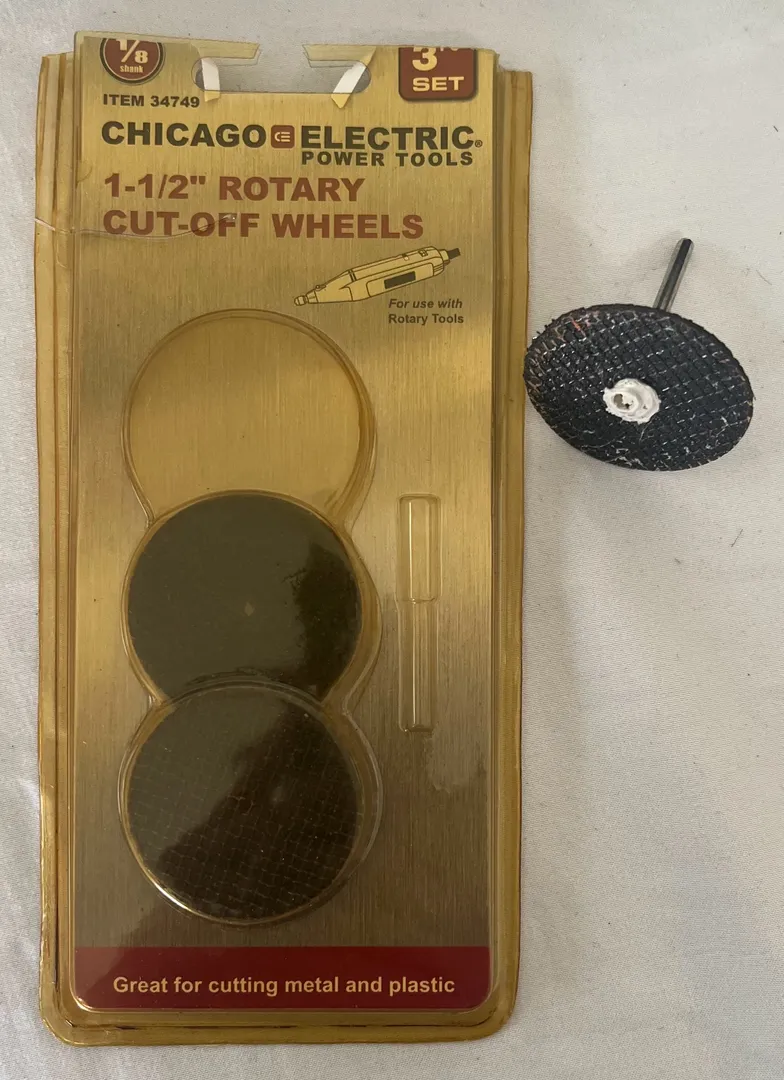 1/8
shank
3
SET
ITEM 34749
CHICAGO CE ELECTRIC®
POWER TOOLS
1-1/2" ROTARY
CUT-OFF WHEELS
For use with
Rotary Tools
Great for cutting metal and plastic